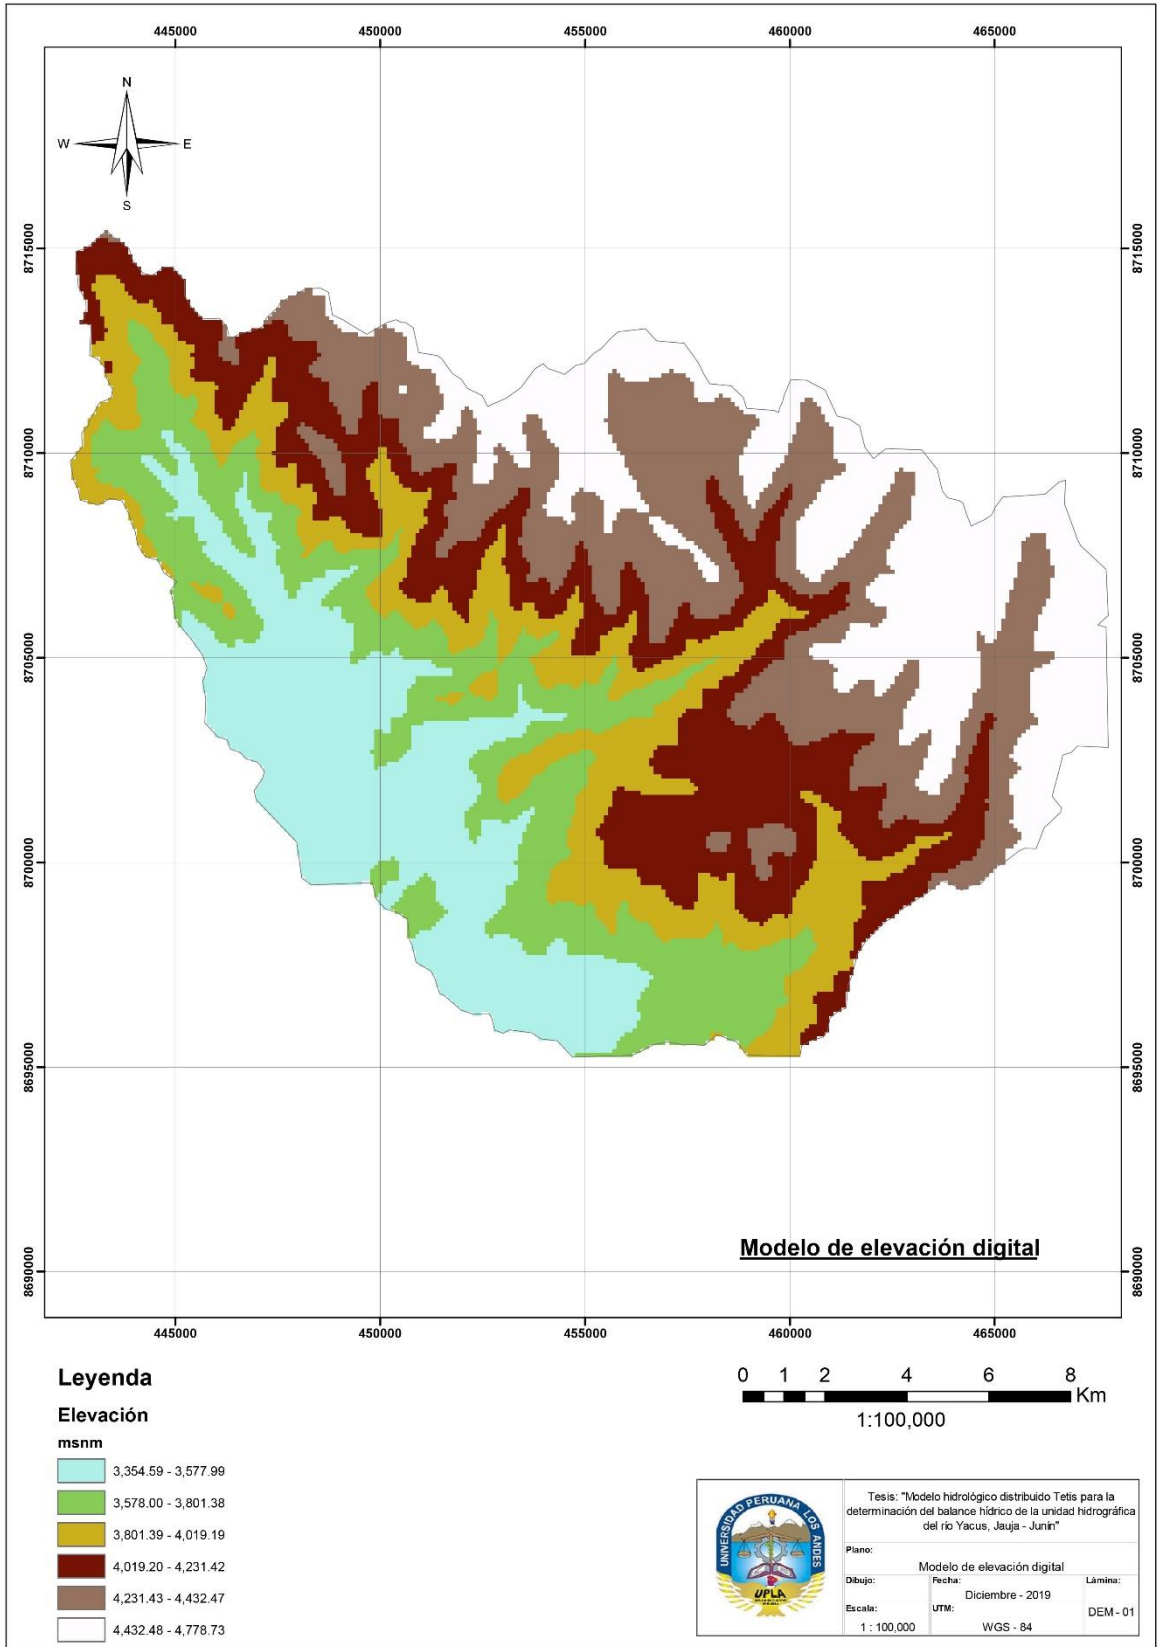 445000 450000 455000 460000 465000
N
W E
S
8715000 8715000
8710000 8710000
8705000 8705000
8700000 8700000
8695000 8695000
Modelo de elevación digital
8690000 8690000
445000 450000 455000 460000 465000
Leyenda
Elevación
msnm
3,354.59 - 3,577.99
3,578.00 - 3,801.38
3,801.39 - 4,019.19
4,019.20 - 4,231.42
4,231.43 - 4,432.47
4,432.48 - 4,778.73
0 1 2 4 6 8
Km
1:100,000
UNIVERSIDAD PERUANA LOS ANDES
UPLA
Tesis: "Modelo hidrológico distribuido Tetis para la
determinación del balance hídrico de la unidad hidrográfica
del río Yacus, Jauja - Junín"
Plano:
Modelo de elevación digital
Dibujo: Fecha: Lámina:
Diciembre - 2019
Escala: UTM: DEM - 01
1 : 100,000 WGS - 84